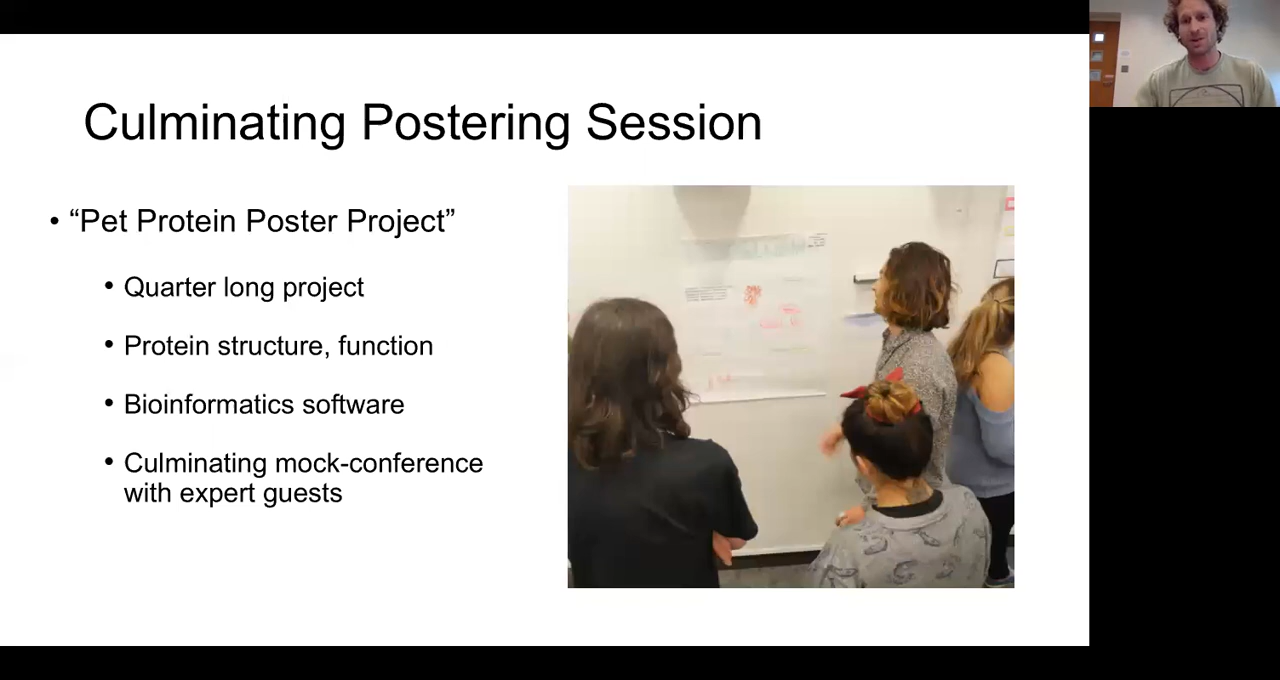 Culminating Postering Session
• “Pet Protein Poster Project”
• Quarter long project
• Protein structure, function
• Bioinformatics software
• Culminating mock-conference
with expert guests